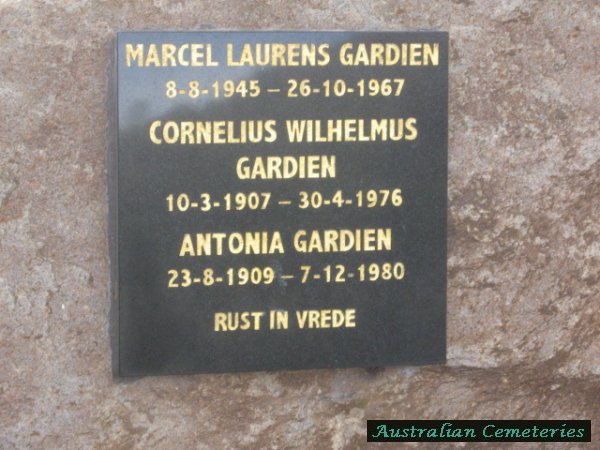 MARCEL LAURENS GARDIEN
8-8-1945 – 26-10-1967
CORNELIUS WILHELMUS
GARDIEN
10-3-1907 – 30-4-1976
ANTONIA GARDIEN
23-8-1909 – 7-12-1980
RUST IN VREDE
Australian Cemeteries